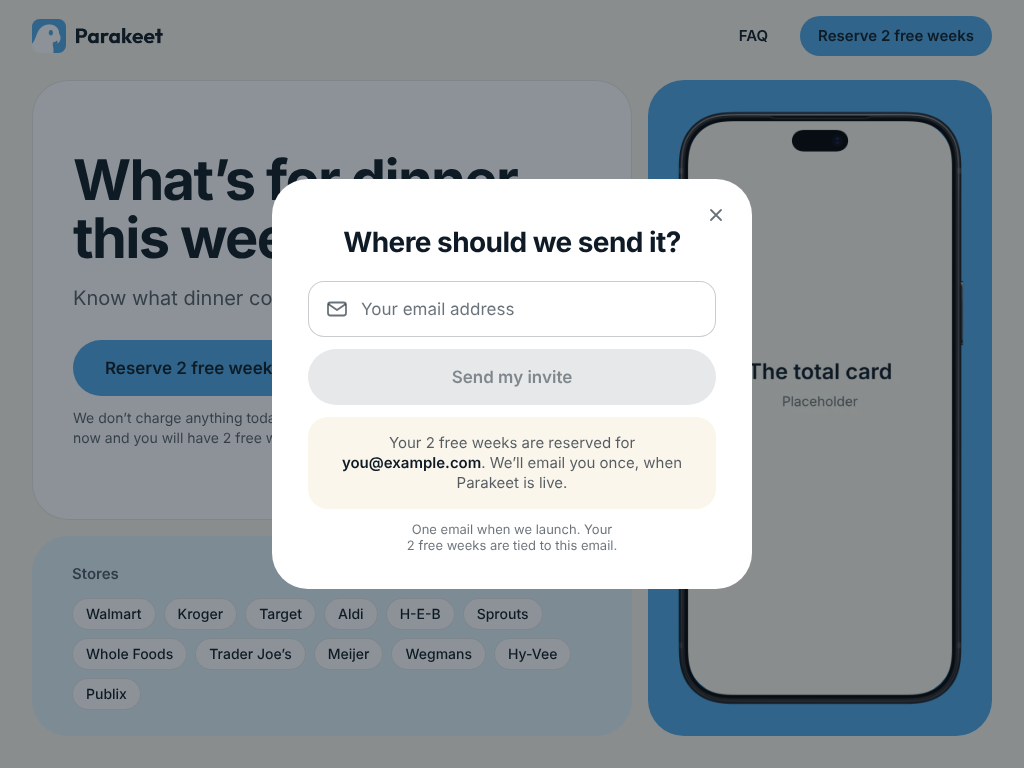 Parakeet
FAQ
Reserve 2 free weeks
What’s for dinner
this wee
Know what dinner co
Reserve 2 free week
We don’t charge anything toda
now and you will have 2 free w
Where should we send it?
Your email address
Send my invite
Your 2 free weeks are reserved for
you@example.com. We’ll email you once, when
Parakeet is live.
One email when we launch. Your
2 free weeks are tied to this email.
The total card
Placeholder
Stores
Walmart Kroger Target Aldi H-E-B Sprouts
Whole Foods Trader Joe’s Meijer Wegmans Hy-Vee
Publix